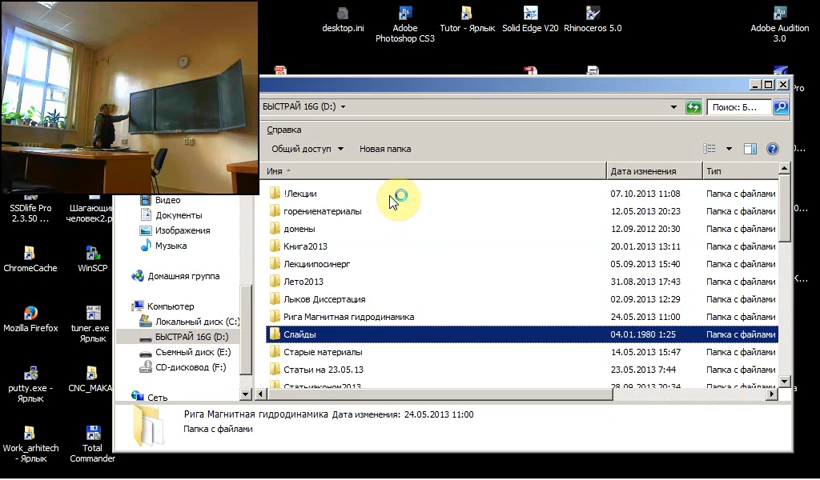 desktop.ini
Adobe
Photoshop CS3
Tutor - Ярлык
Solid Edge V20
Rhinoceros 5.0
Adobe Audition
3.0
БЫСТРАЙ 16G (D:)
Поиск: Б...
Справка
Общий доступ
Новая папка
Имя
Дата изменения
Тип
!Лекции 07.10.2013 11:08 Папка с файлами
горениематериалы 12.05.2013 20:23 Папка с файлами
домены 12.09.2012 20:30 Папка с файлами
Книга2013 20.01.2013 13:11 Папка с файлами
Лекциипосинерг 05.09.2013 15:40 Папка с файлами
Лето2013 31.08.2013 17:43 Папка с файлами
Лыков Диссертация 02.09.2013 12:29 Папка с файлами
Рига Магнитная гидродинамика 24.05.2013 11:00 Папка с файлами
Слайды 04.01.1980 1:25 Папка с файлами
Старые материалы 14.05.2013 15:47 Папка с файлами
Статьи на 23.05.13 23.05.2013 7:44 Папка с файлами
Статьиэконом2013 28.09.2013 20:34 Папка с файлами
Видео
Документы
Изображения
Музыка
Домашняя группа
Компьютер
Локальный диск (C:)
БЫСТРАЙ 16G (D:)
Съемный диск (E:)
CD-дисковод (F:)
Сеть
Рига Магнитная гидродинамика Дата изменения: 24.05.2013 11:00
Папка с файлами
SSDlife Pro
2.3.50 ...
Шагающи
человек2.р
ChromeCache
WinSCP
Mozilla Firefox
tuner.exe
Ярлык
putty.exe -
Ярлык
CNC_MAKA
Work_arhitech
- Ярлык
Total
Commander